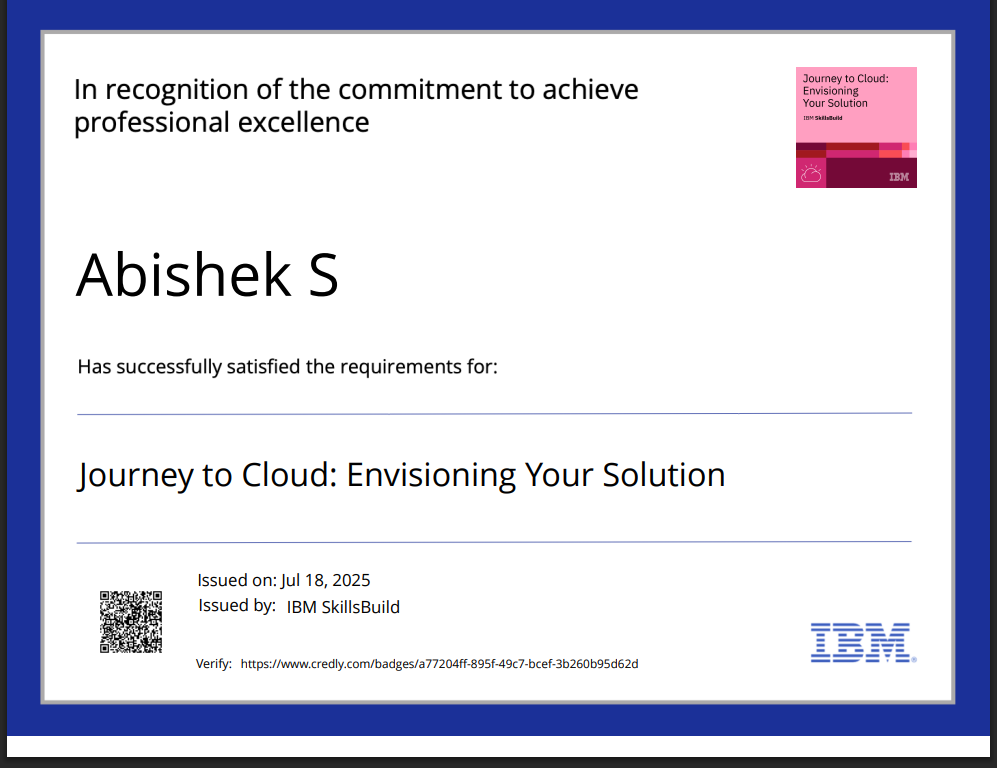 In recognition of the commitment to achieve
professional excellence
Journey to Cloud:
Envisioning
Your Solution
IBM SkillsBuild
IBM
Abishek S
Has successfully satisfied the requirements for:
Journey to Cloud: Envisioning Your Solution
Issued on: Jul 18, 2025
Issued by: IBM SkillsBuild
Verify: https://www.credly.com/badges/a77204ff-895f-49c7-bcef-3b260b95d62d
IBM®